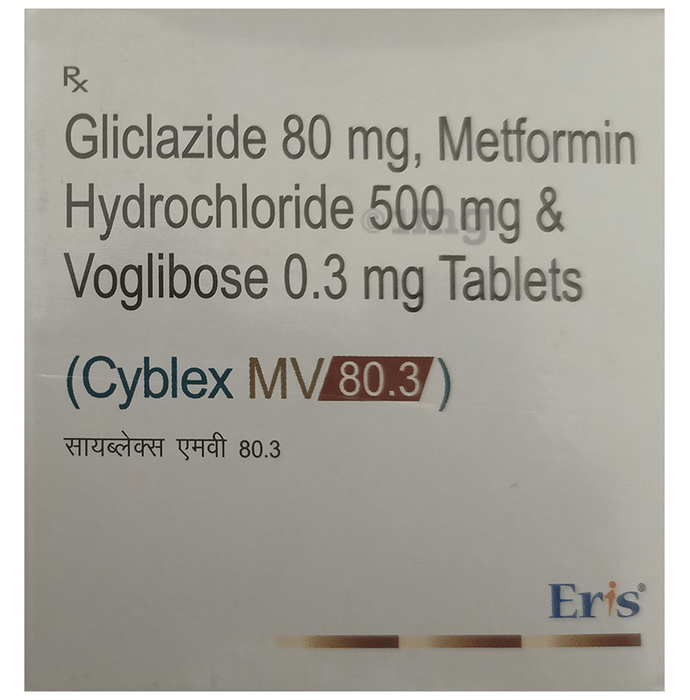 Rx
Gliclazide 80 mg, Metformin
Hydrochloride 500 mg &
Voglibose 0.3 mg Tablets
(Cyblex MV 80.3)
सायब्लेक्स एमवी 80.3
Eris®